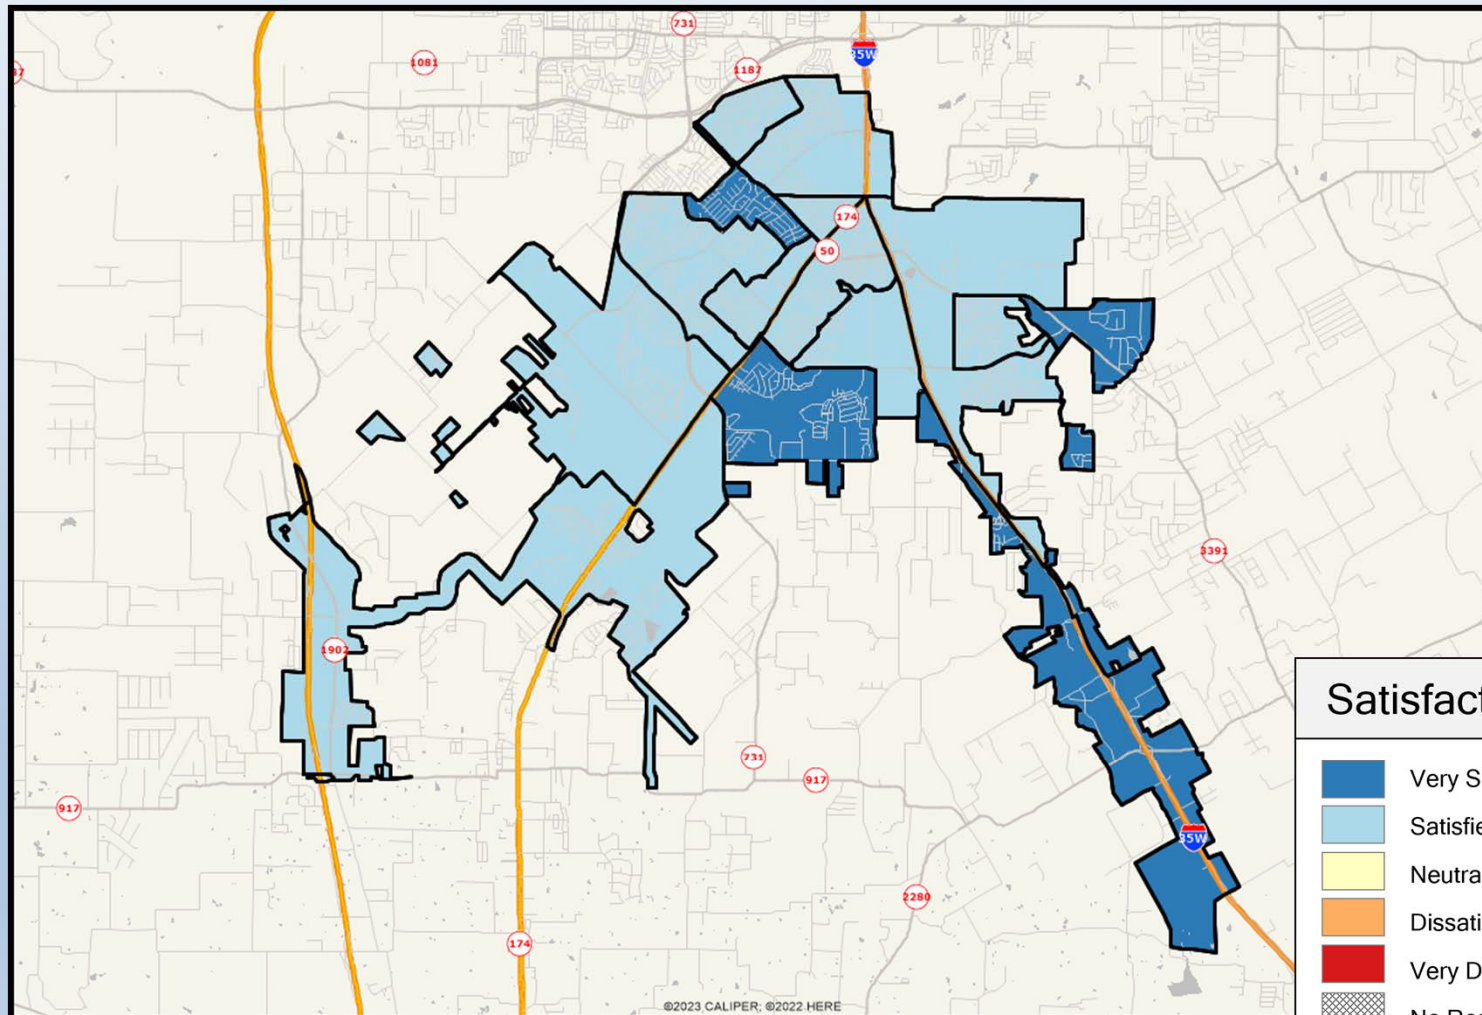 731
1081
1187
35W
174
50
3391
1902
Satisfact
Very S
Satisfie
Neutra
Dissati
Very D
731
917
917
35W
2280
174
©2023 CALIPER; ©2022 HERE